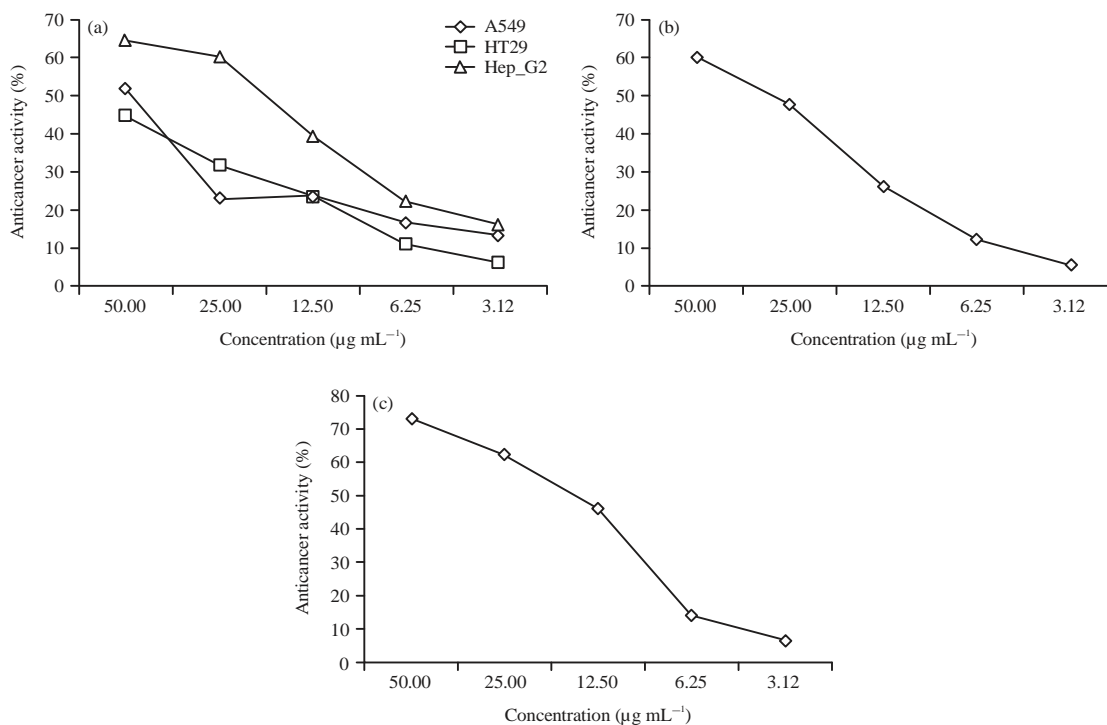 (a)
A549
HT29
Hep_G2
Anticancer activity (%)
70
60
50
40
30
20
10
0
50.00 25.00 12.50 6.25 3.12
Concentration (µg mL⁻¹)
(b)
Anticancer activity (%)
70
60
50
40
30
20
10
0
50.00 25.00 12.50 6.25 3.12
Concentration (µg mL⁻¹)
(c)
Anticancer activity (%)
80
70
60
50
40
30
20
10
0
50.00 25.00 12.50 6.25 3.12
Concentration (µg mL⁻¹)